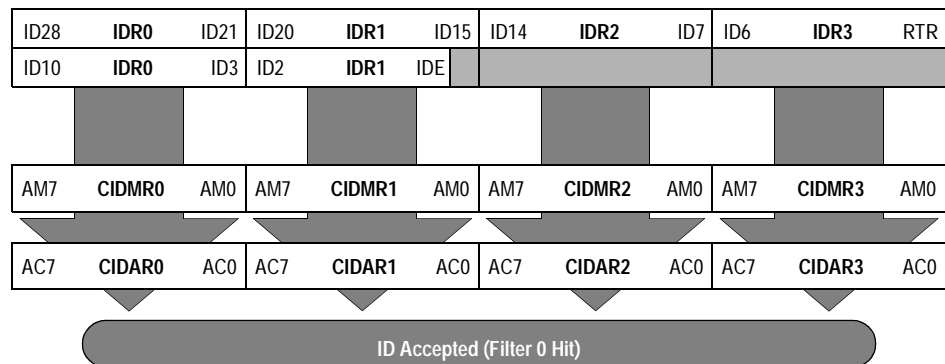 ID28 IDR0 ID21 ID20 IDR1 ID15 ID14 IDR2 ID7 ID6 IDR3 RTR
ID10 IDR0 ID3 ID2 IDR1 IDE
AM7 CIDMR0 AM0 AM7 CIDMR1 AM0 AM7 CIDMR2 AM0 AM7 CIDMR3 AM0
AC7 CIDAR0 AC0 AC7 CIDAR1 AC0 AC7 CIDAR2 AC0 AC7 CIDAR3 AC0
ID Accepted (Filter 0 Hit)